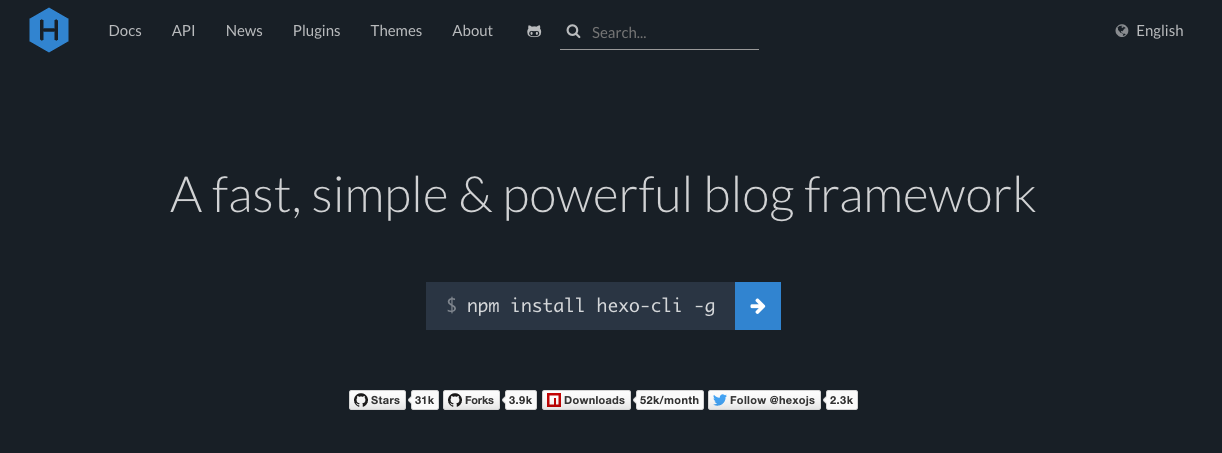 H Docs API News Plugins Themes About Search... English
A fast, simple & powerful blog framework
$ npm install hexo-cli -g
Stars 31k Forks 3.9k Downloads 52k/month Follow @hexojs 2.3k